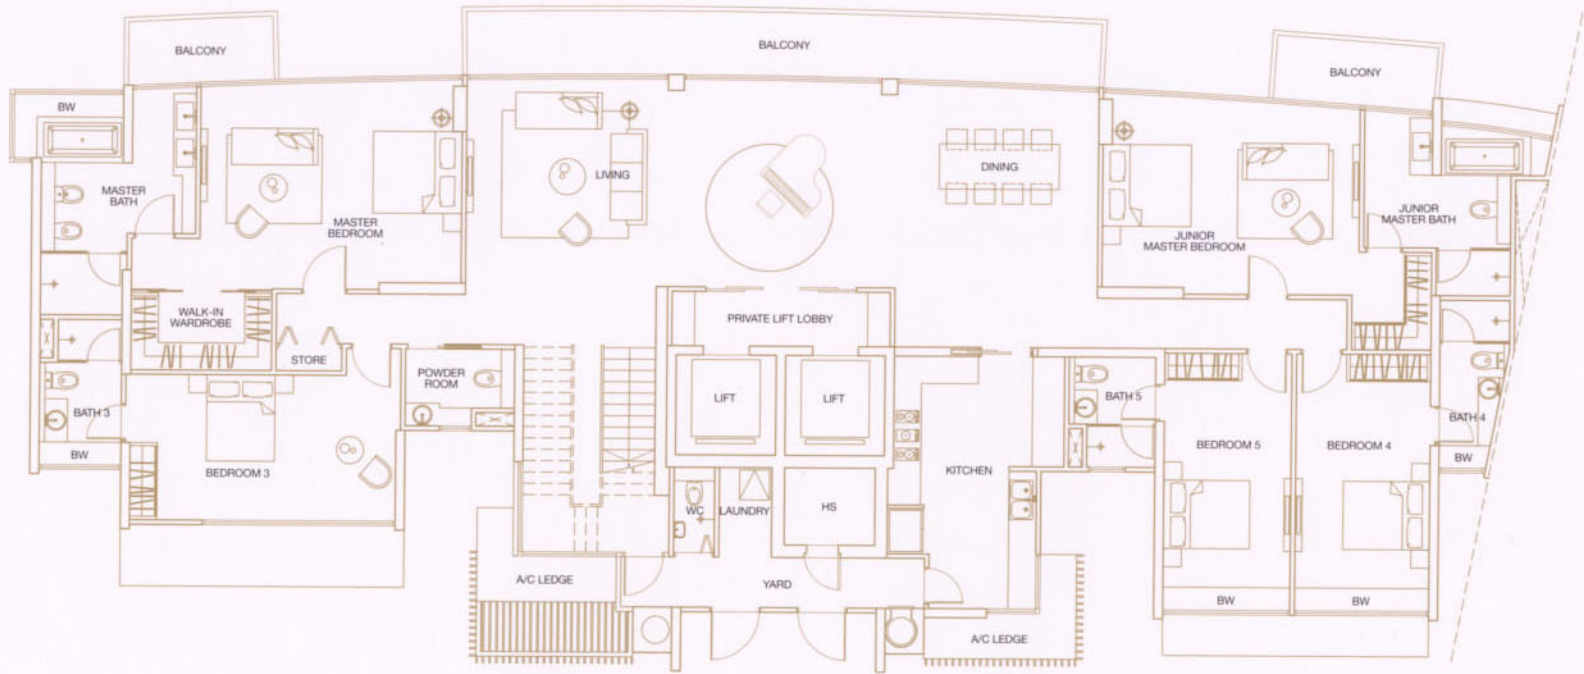 BALCONY
BALCONY
BALCONY
BW
MASTER
BATH
MASTER
BEDROOM
LIVING
DINING
JUNIOR
MASTER BEDROOM
JUNIOR
MASTER BATH
WALK-IN
WARDROBE
STORE
PRIVATE LIFT LOBBY
POWDER
ROOM
LIFT
LIFT
BATH 3
BATH 5
BATH 4
BW
BEDROOM 3
KITCHEN
BEDROOM 5
BEDROOM 4
BW
WC
LAUNDRY
HS
A/C LEDGE
YARD
BW
BW
A/C LEDGE